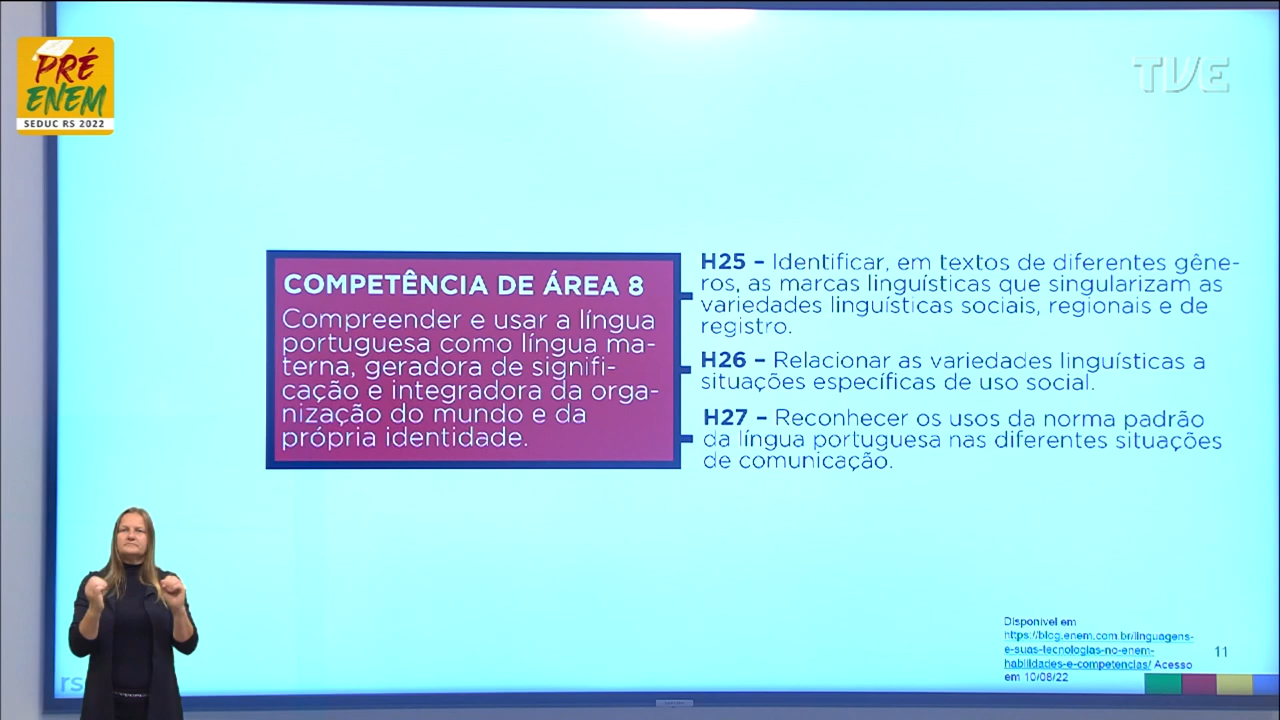 PRÉ
ENEM
SEDUC RS 2022
TVE
COMPETÊNCIA DE ÁREA 8
Compreender e usar a língua
portuguesa como língua ma-
terna, geradora de signifi-
cação e integradora da orga-
nização do mundo e da
própria identidade.
H25 – Identificar, em textos de diferentes gêne-
ros, as marcas linguísticas que singularizam as
variedades linguísticas sociais, regionais e de
registro.
H26 – Relacionar as variedades linguísticas a
situações específicas de uso social.
H27 – Reconhecer os usos da norma padrão
da língua portuguesa nas diferentes situações
de comunicação.
Disponível em
https://blog.enem.com.br/linguagens-
e-suas-tecnologias-no-enem-
habilidades-e-competencias/ Acesso
em 10/08/22
11
rs